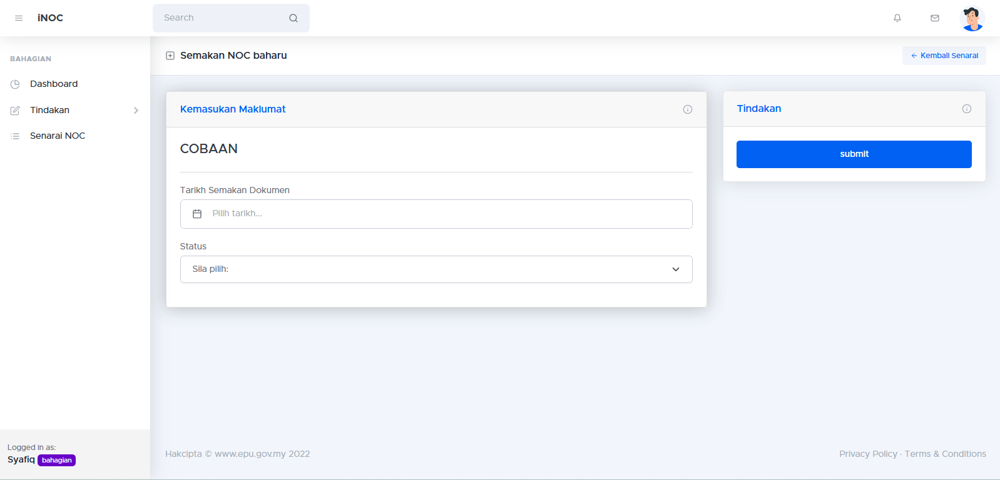 iNOC
Search
BAHAGIAN
Dashboard
Tindakan
Senarai NOC
Logged in as:
Syafiq bahagian
Semakan NOC baharu
Kembali Senarai
Kemasukan Maklumat
COBAAN
Tarikh Semakan Dokumen
Pilih tarikh...
Status
Sila pilih:
Tindakan
submit
Hakcipta © www.epu.gov.my 2022
Privacy Policy · Terms & Conditions